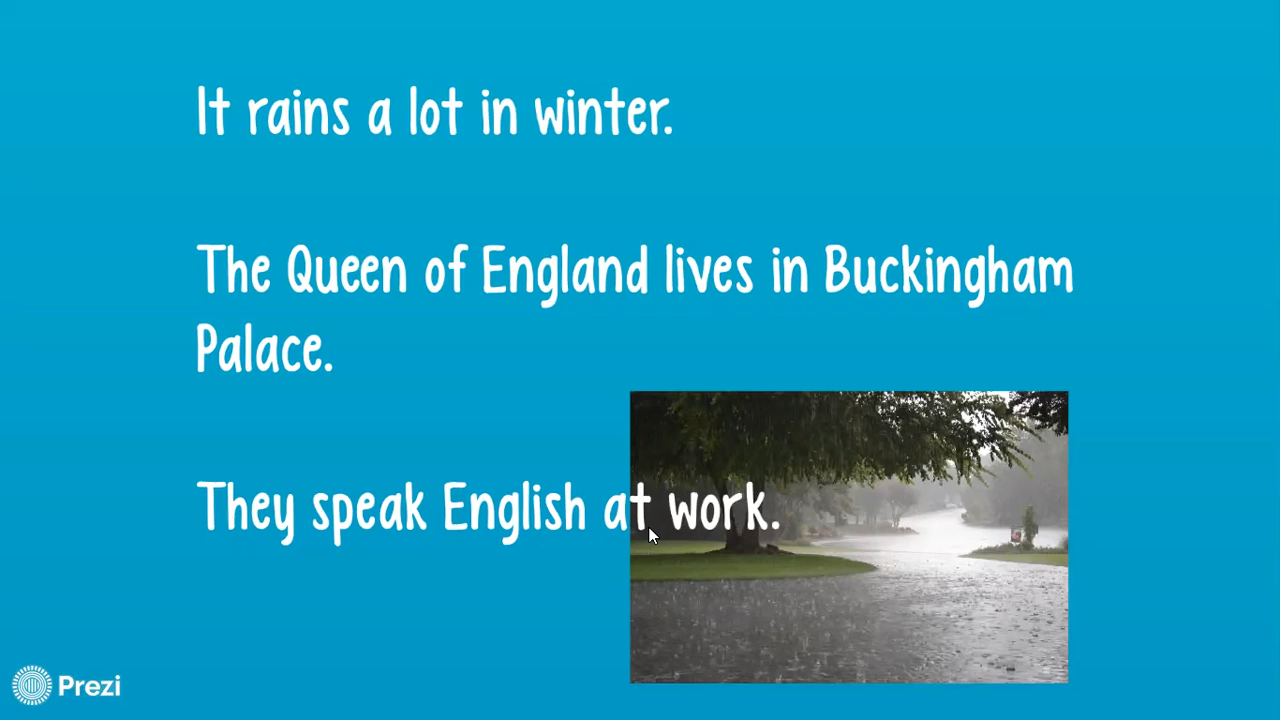 It rains a lot in winter.
The Queen of England lives in Buckingham
Palace.
They speak English at work.
Prezi